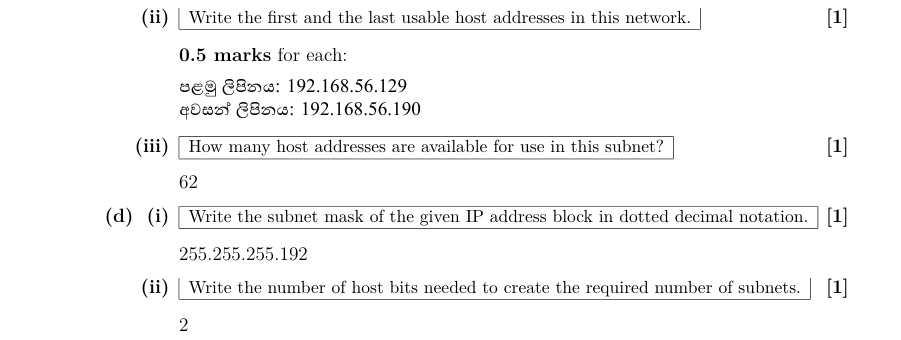 (ii) Write the first and the last usable host addresses in this network. [1]
0.5 marks for each:
පළමු ලිපිනය: 192.168.56.129
අවසන් ලිපිනය: 192.168.56.190
(iii) How many host addresses are available for use in this subnet? [1]
62
(d) (i) Write the subnet mask of the given IP address block in dotted decimal notation. [1]
255.255.255.192
(ii) Write the number of host bits needed to create the required number of subnets. [1]
2